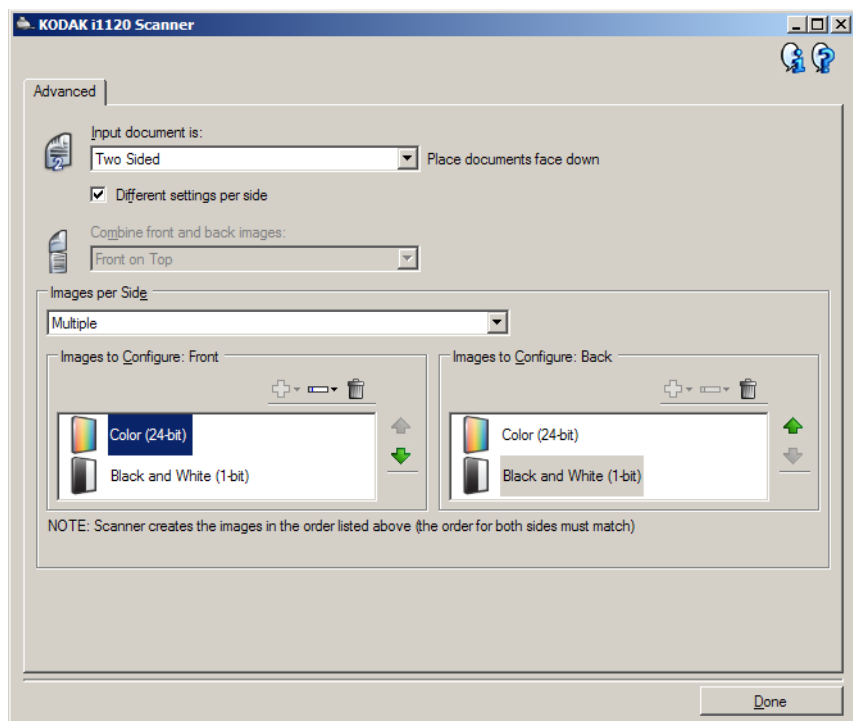 KODAK i1120 Scanner
Advanced
Input document is:
Two Sided
Place documents face down
Different settings per side
Combine front and back images:
Front on Top
Images per Side
Multiple
Images to Configure: Front
Images to Configure: Back
Color (24-bit)
Color (24-bit)
Black and White (1-bit)
Black and White (1-bit)
NOTE: Scanner creates the images in the order listed above (the order for both sides must match)
Done